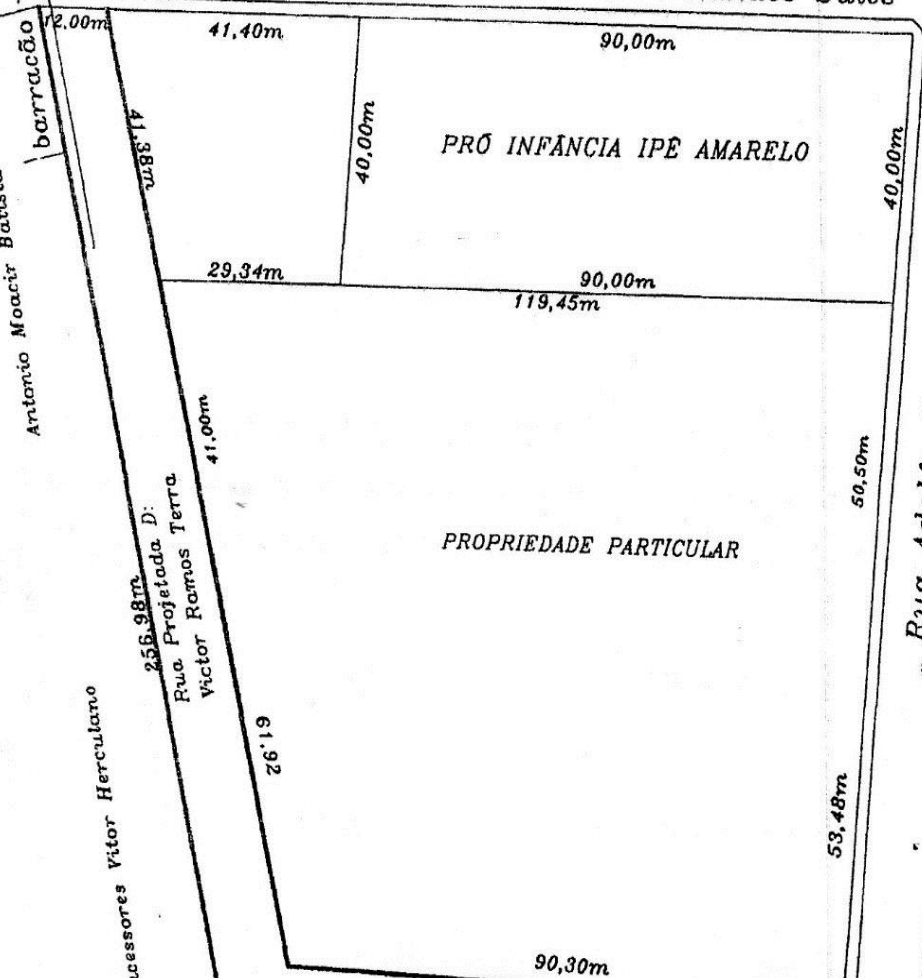 12,00m
41,40m
90,00m
barracão
41,38m
40,00m
PRÓ INFÂNCIA IPÊ AMARELO
40,00m
Antonio Moacir Batista
29,34m
90,00m
119,45m
41,00m
50,50m
Rua Projetada D:
Victor Ramos Terra
256,98m
PROPRIEDADE PARTICULAR
Rua
61.92
Vitor Herculano
53,48m
90,30m